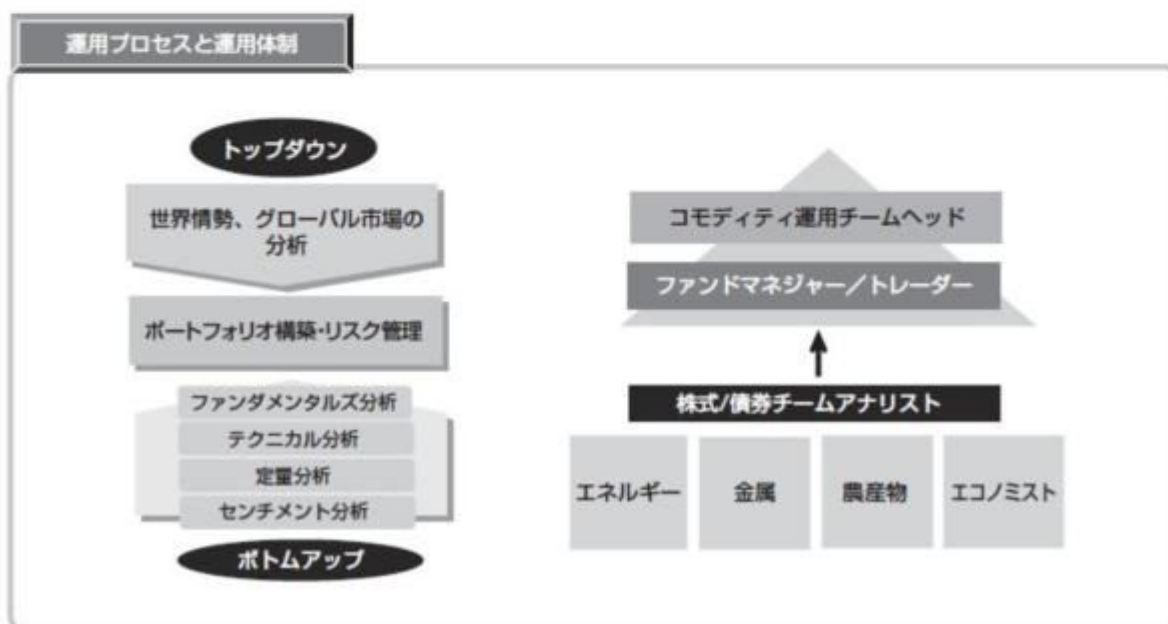 運用プロセスと運用体制
トップダウン
世界情勢、グローバル市場の
分析
ポートフォリオ構築・リスク管理
ファンダメンタルズ分析
テクニカル分析
定量分析
センチメント分析
ボトムアップ
コモディティ運用チームヘッド
ファンドマネジャー／トレーダー
株式/債券チームアナリスト
エネルギー
金属
農産物
エコノミスト